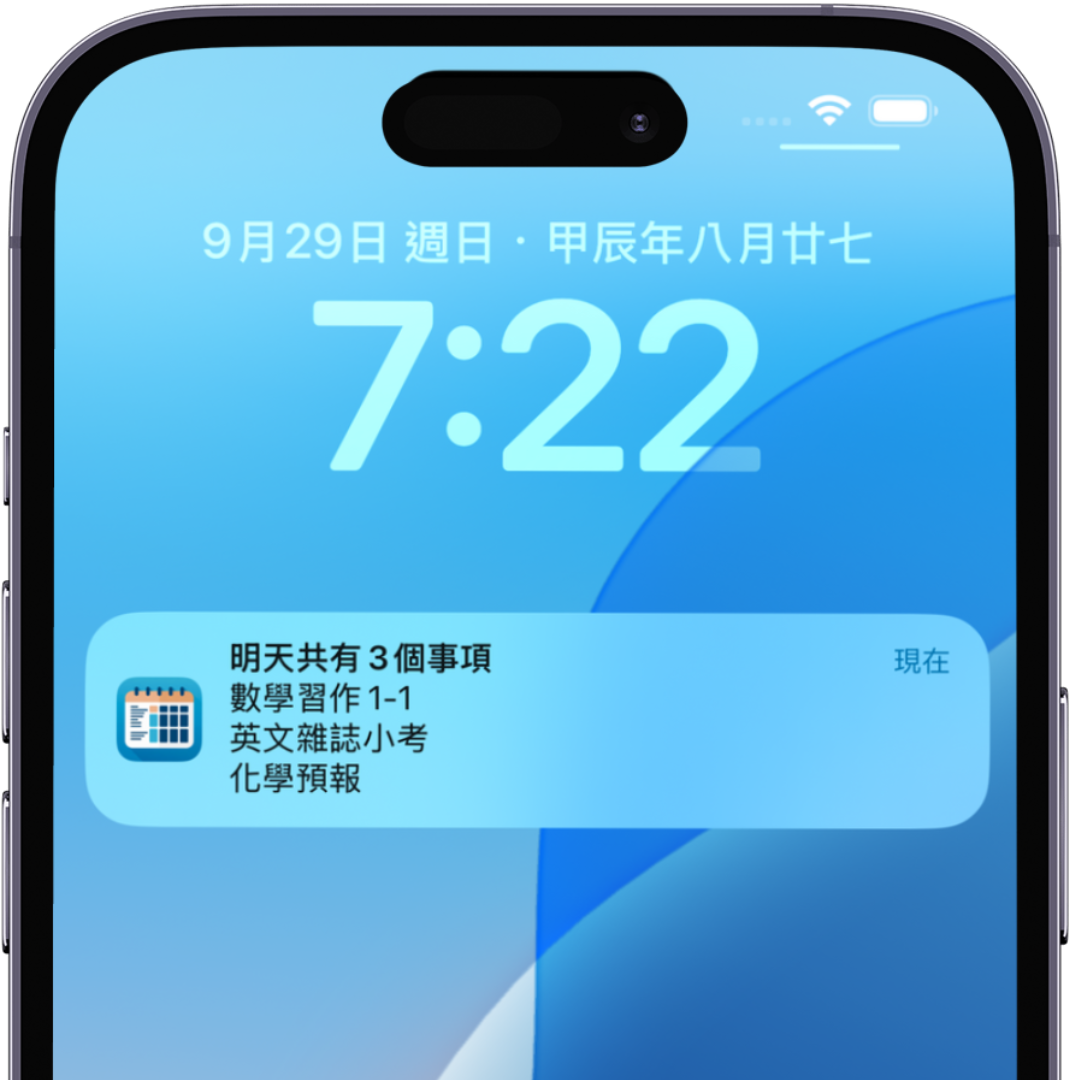 9月29日 週日·甲辰年八月廿七
7:22
明天共有3個事項
現在
數學習作 1-1
英文雜誌小考
化學預報